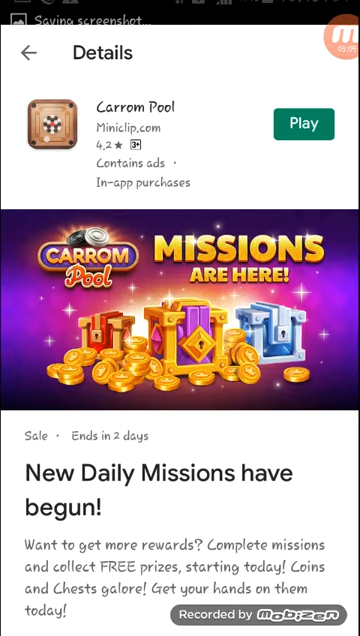 Saving screenshot...
Details
03:09
Carrom Pool
Miniclip.com
4.2★ 3+
Play
Contains ads ·
In-app purchases
CARROM
Pool
MISSIONS
ARE HERE!
Sale · Ends in 2 days
New Daily Missions have
begun!
Want to get more rewards? Complete missions
and collect FREE prizes, starting today! Coins
and Chests galore! Get your hands on them
today!
Recorded by mobizen